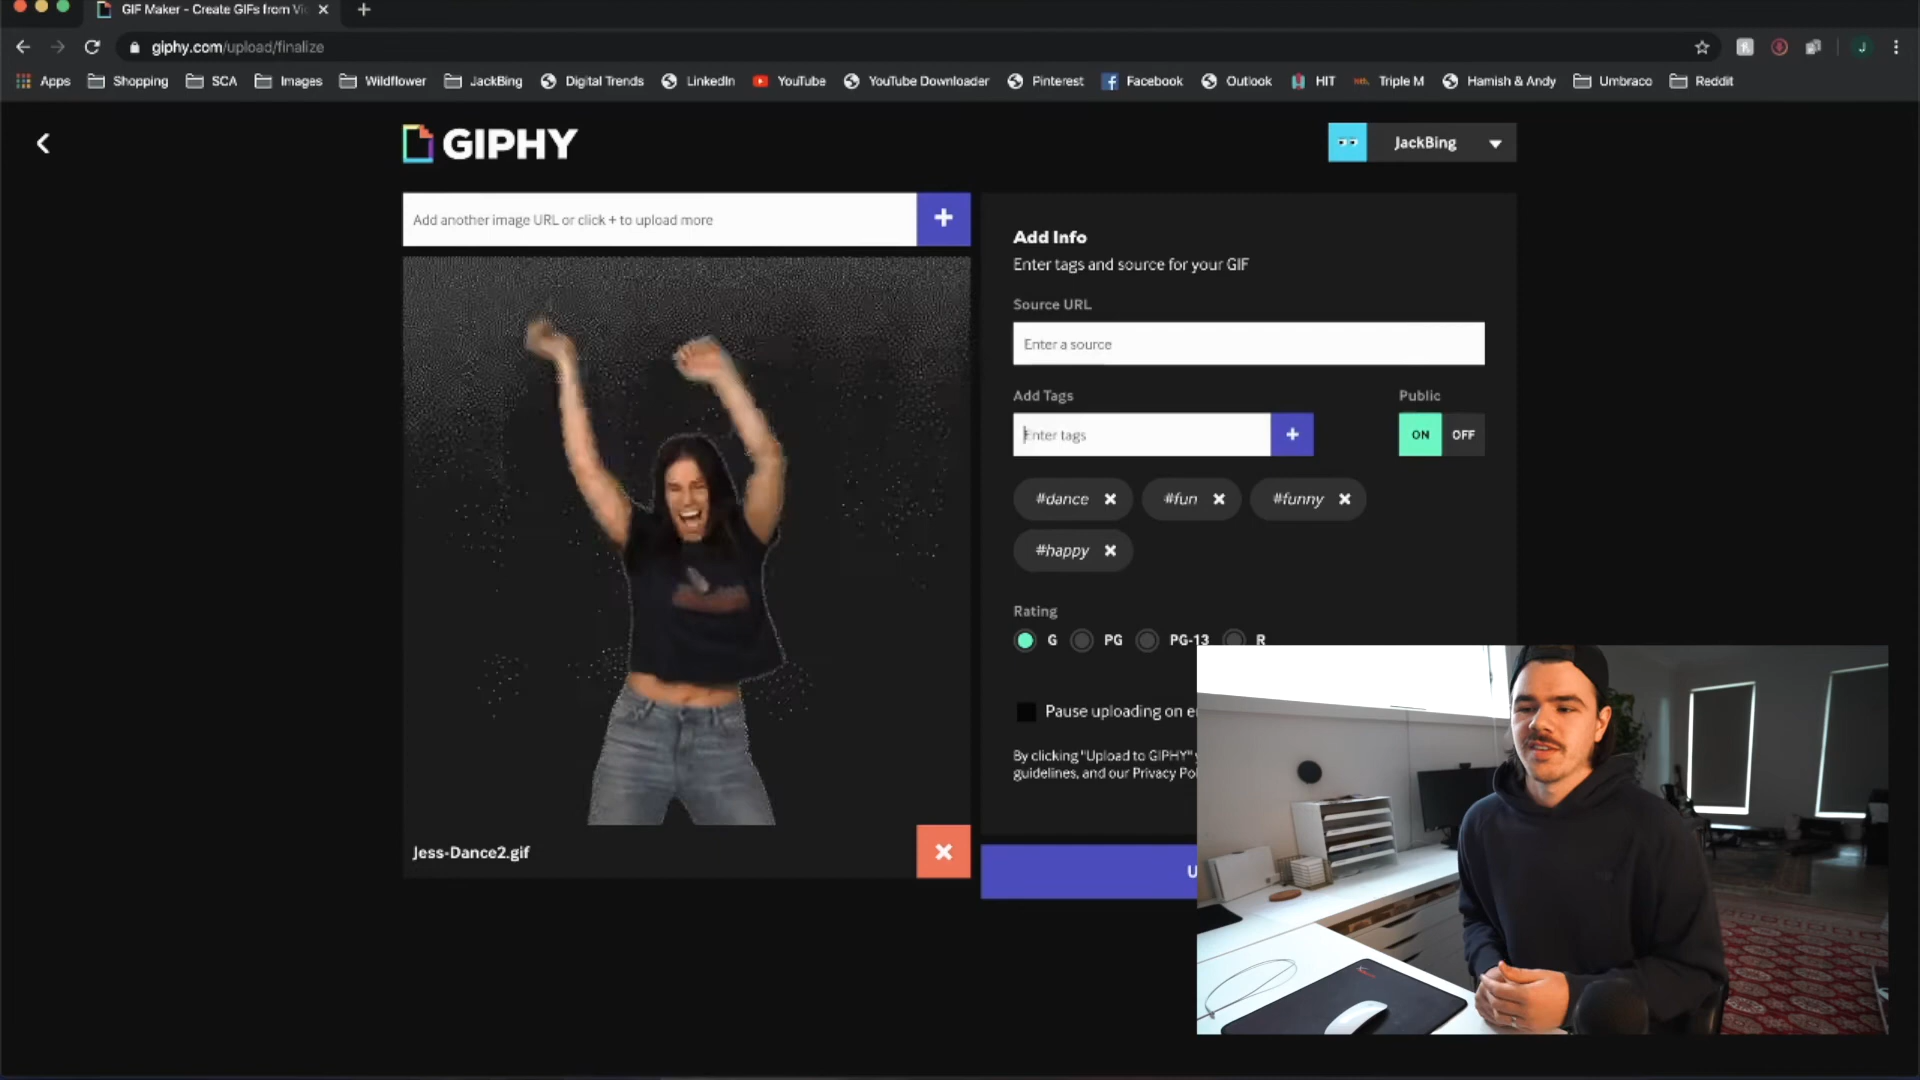 GIF Maker - Create GIFs from Vi
giphy.com/upload/finalize
J
Apps Shopping SCA Images Wildflower JackBing Digital Trends LinkedIn YouTube YouTube Downloader Pinterest Facebook Outlook HIT Triple M Hamish & Andy Umbraco Reddit
GIPHY
JackBing
Add another image URL or click + to upload more
+
Add Info
Enter tags and source for your GIF
Source URL
Enter a source
Add Tags
Public
Enter tags
+
ON OFF
#dance
#fun
#funny
#happy
Rating
G PG PG-13 R
Pause uploading on e
By clicking "Upload to GIPHY"
guidelines, and our Privacy Pol
Jess-Dance2.gif
U